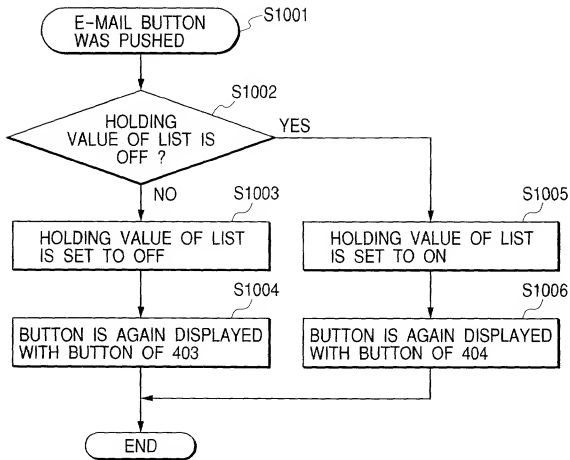 E-MAIL BUTTON
WAS PUSHED
S1001
S1002
HOLDING
VALUE OF LIST IS
OFF ?
YES
NO
S1003
HOLDING VALUE OF LIST
IS SET TO OFF
S1005
HOLDING VALUE OF LIST
IS SET TO ON
S1004
BUTTON IS AGAIN DISPLAYED
WITH BUTTON OF 403
S1006
BUTTON IS AGAIN DISPLAYED
WITH BUTTON OF 404
END